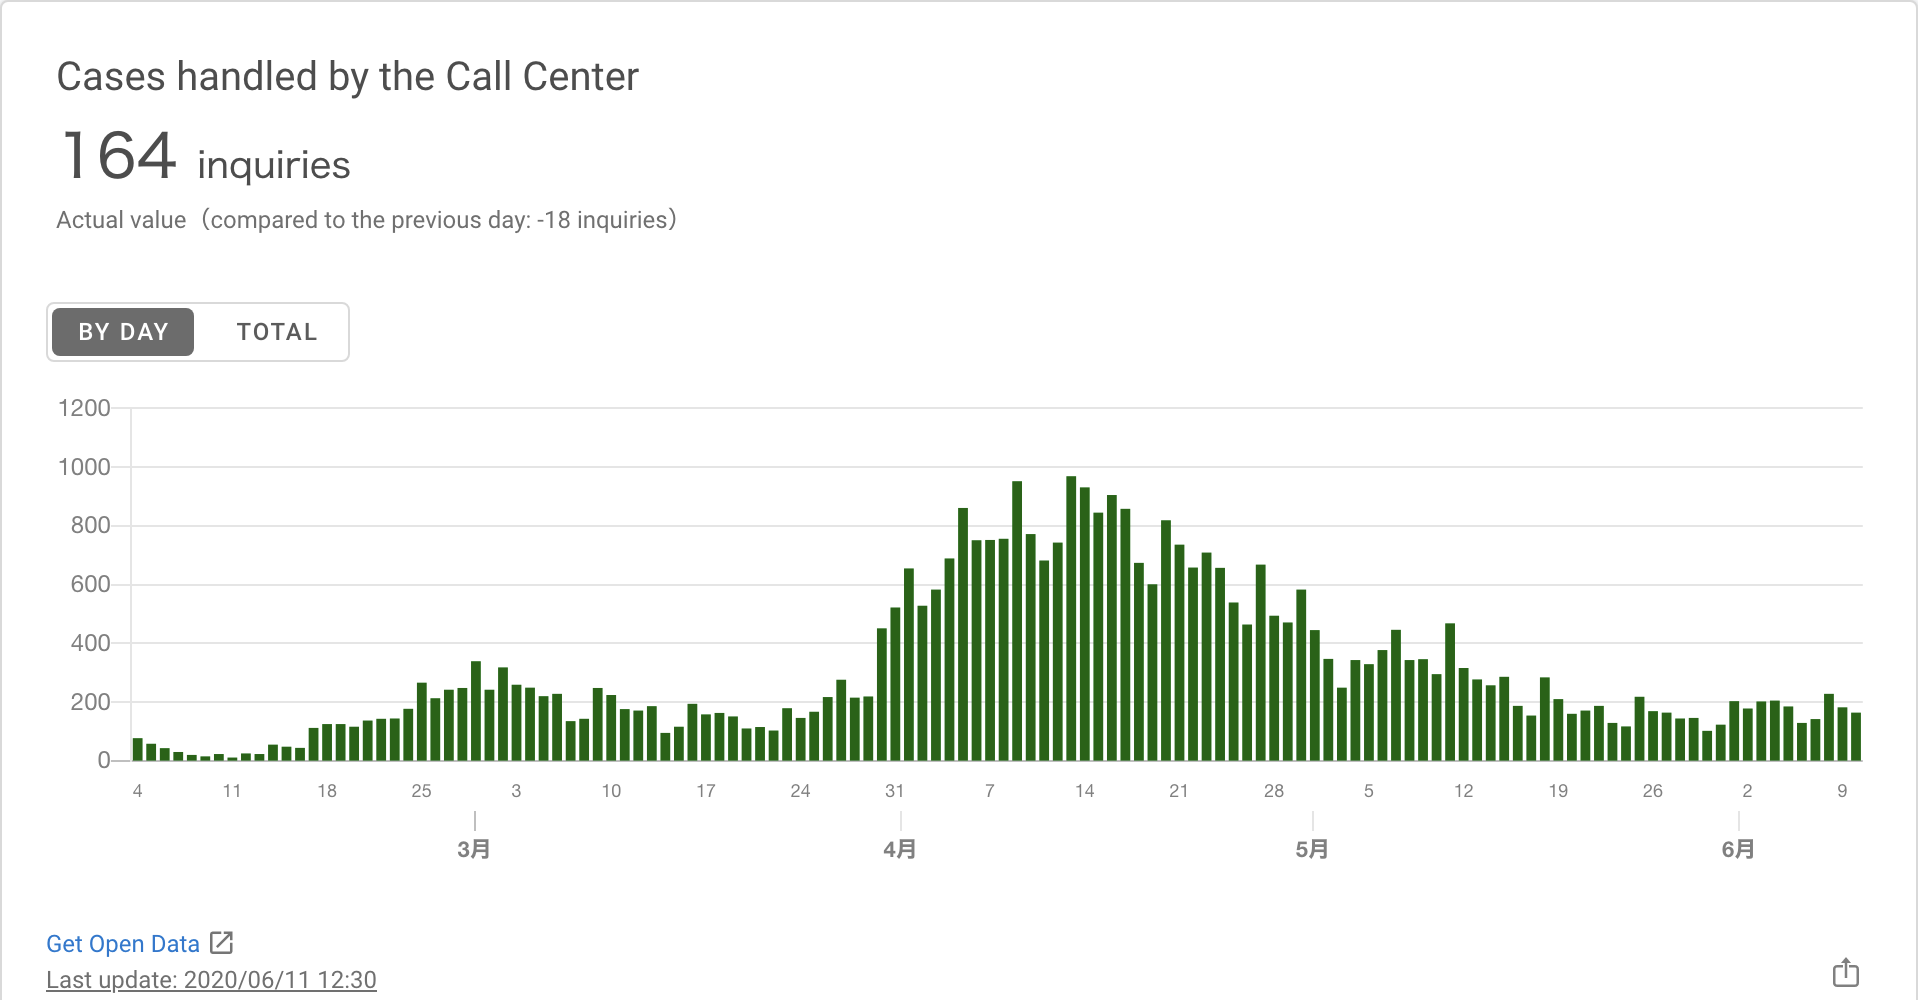 Cases handled by the Call Center
164 inquiries
Actual value（compared to the previous day: -18 inquiries）
BY DAY TOTAL
1200
1000
800
600
400
200
0
4 11 18 25 3 10 17 24 31 7 14 21 28 5 12 19 26 2 9
3月 4月 5月 6月
Get Open Data
Last update: 2020/06/11 12:30